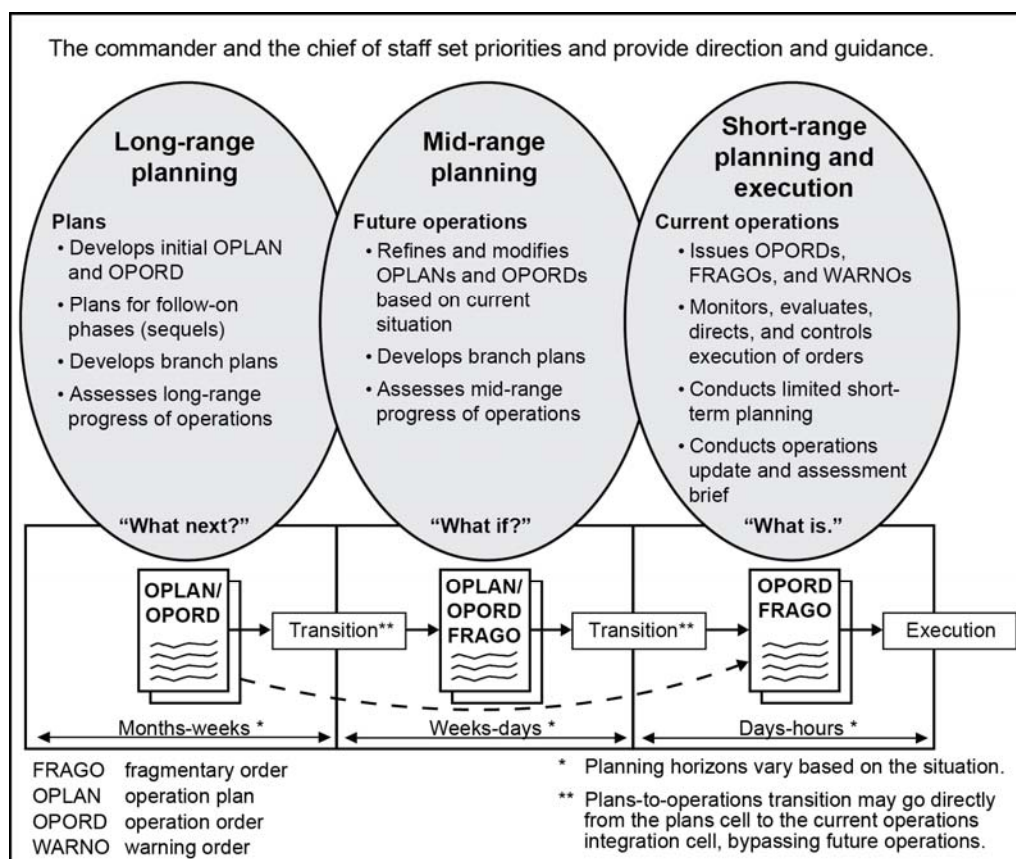 The commander and the chief of staff set priorities and provide direction and guidance.
Long-range
planning
Plans
• Develops initial OPLAN
and OPORD
• Plans for follow-on
phases (sequels)
• Develops branch plans
• Assesses long-range
progress of operations
“What next?”
Mid-range
planning
Future operations
• Refines and modifies
OPLANs and OPORDs
based on current
situation
• Develops branch plans
• Assesses mid-range
progress of operations
“What if?”
Short-range
planning and
execution
Current operations
• Issues OPORDs,
FRAGOs, and WARNOs
• Monitors, evaluates,
directs, and controls
execution of orders
• Conducts limited short-
term planning
• Conducts operations
update and assessment
brief
“What is.”
OPLAN/
OPORD
Transition**
OPLAN/
OPORD
FRAGO
Transition**
OPORD
FRAGO
Execution
Months-weeks *
Weeks-days *
Days-hours *
FRAGO fragmentary order
OPLAN operation plan
OPORD operation order
WARNO warning order
* Planning horizons vary based on the situation.
** Plans-to-operations transition may go directly
from the plans cell to the current operations
integration cell, bypassing future operations.